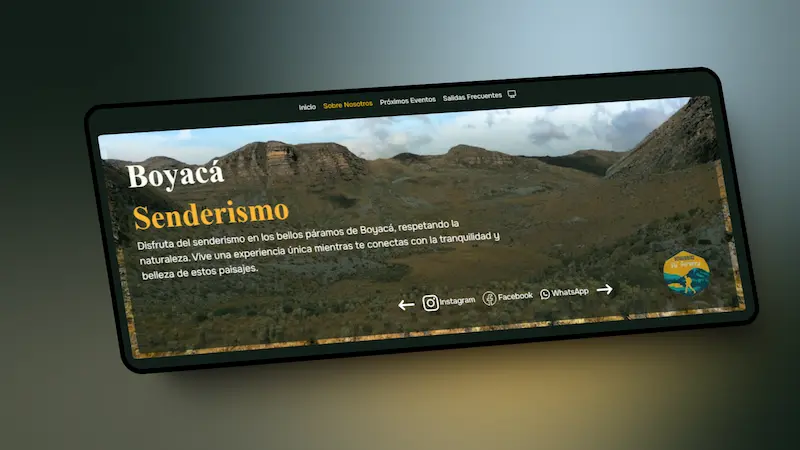 Inicio Sobre Nosotros Próximos Eventos Salidas Frecuentes
Boyacá
Senderismo
Disfruta del senderismo en los bellos páramos de Boyacá, respetando la
naturaleza. Vive una experiencia única mientras te conectas con la tranquilidad y
belleza de estos paisajes.
Instagram Facebook WhatsApp